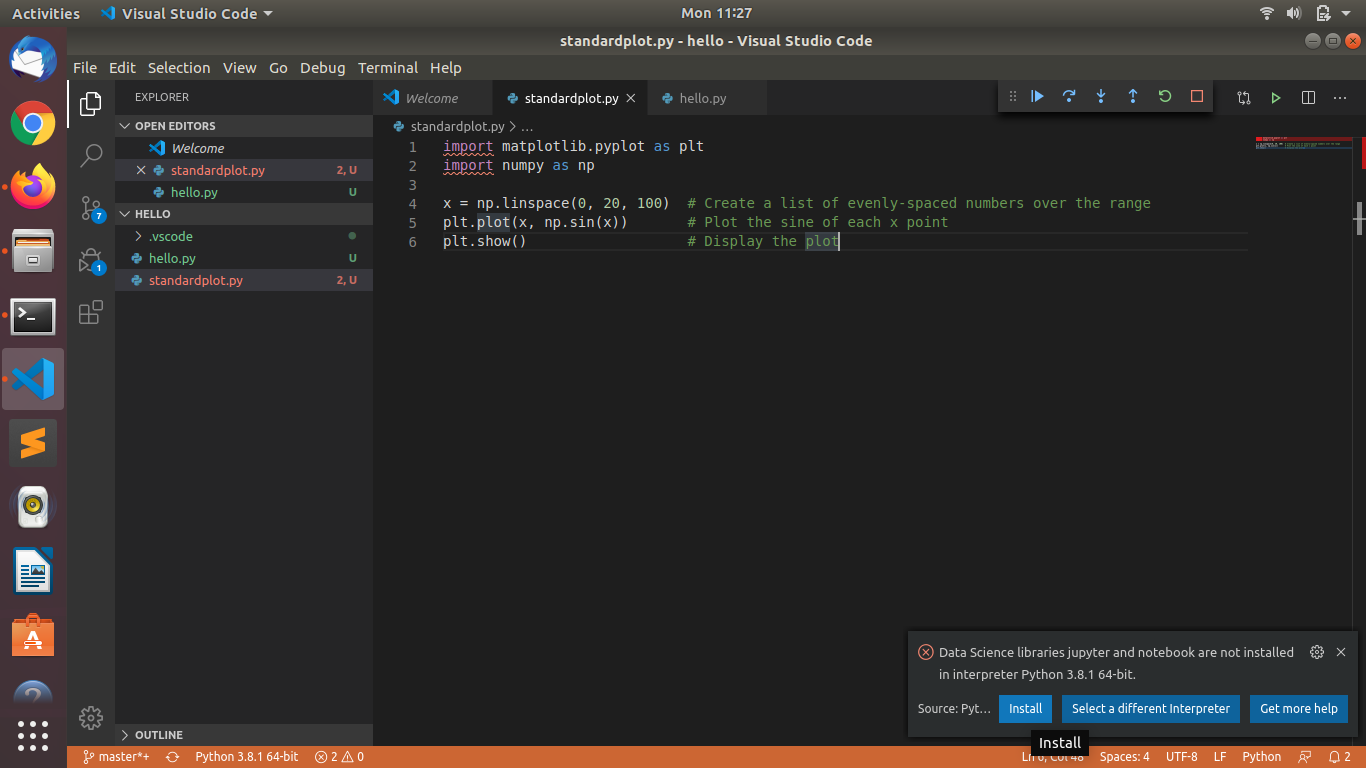 Activities Visual Studio Code Mon 11:27
standardplot.py - hello - Visual Studio Code
File Edit Selection View Go Debug Terminal Help
EXPLORER
OPEN EDITORS
Welcome
standardplot.py 2, U
hello.py U
HELLO
.vscode
hello.py U
standardplot.py 2, U
OUTLINE
7
1
Welcome standardplot.py hello.py
standardplot.py > ...
1 import matplotlib.pyplot as plt
2 import numpy as np
3
4 x = np.linspace(0, 20, 100) # Create a list of evenly-spaced numbers over the range
5 plt.plot(x, np.sin(x)) # Plot the sine of each x point
6 plt.show() # Display the plot
Data Science libraries jupyter and notebook are not installed
in interpreter Python 3.8.1 64-bit.
Source: Pyt... Install Select a different Interpreter Get more help
Install
master*+ Python 3.8.1 64-bit 2 0 Ln 6, Col 48 Spaces: 4 UTF-8 LF Python 2